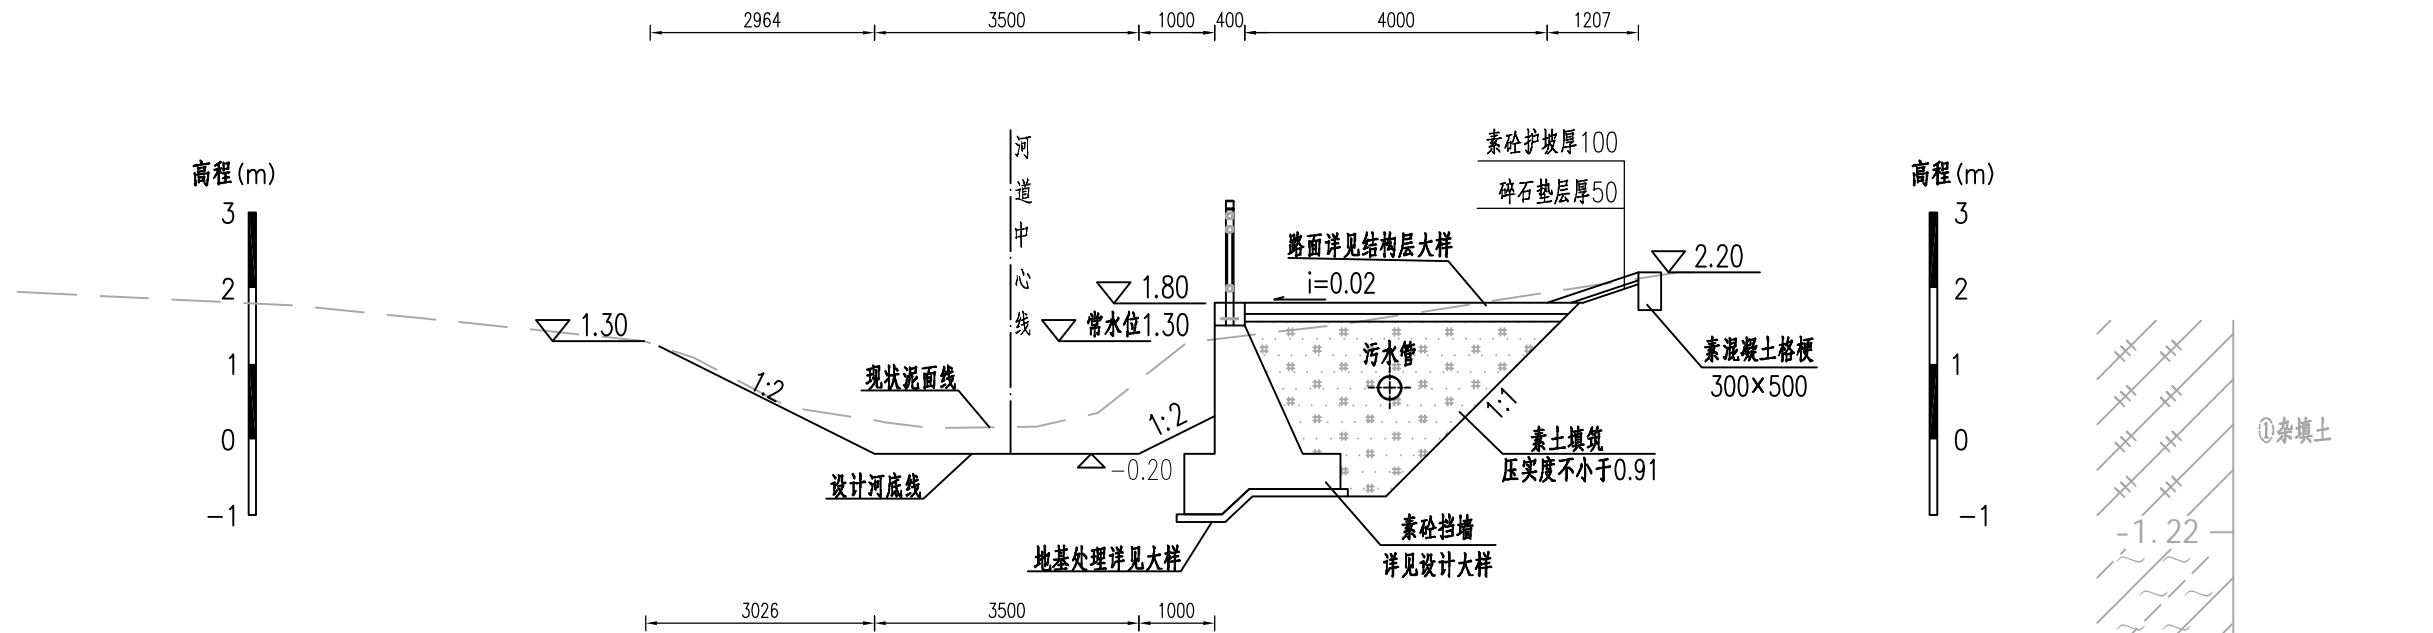 2964 3500 1000 400 4000 1207
河道中心线
素砼护坡厚100
碎石垫层厚50
高程(m)
3
2
1
0
-1
路面详见结构层大样
i=0.02
2.20
1.80
常水位1.30
1.30
1:2
现状泥面线
污水管
1:2
1:1
素混凝土格梗
300×500
素土填筑
压实度不小于0.91
-0.20
设计河底线
素砼挡墙
详见设计大样
地基处理详见大样
高程(m)
3
2
1
0
-1
①杂填土
-1.22
3026 3500 1000